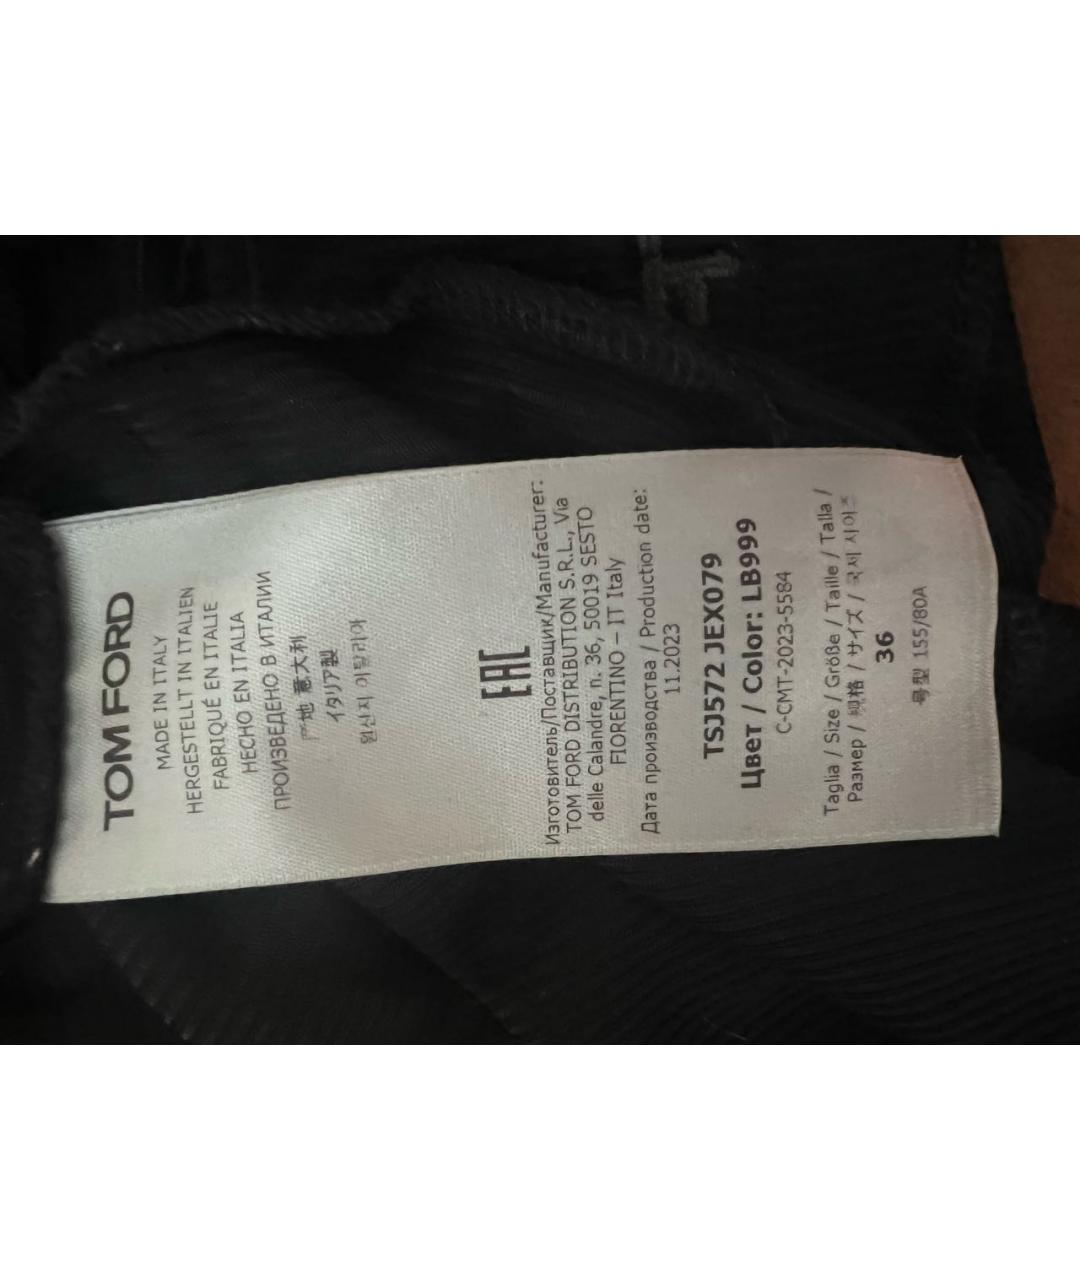 TOM FORD
MADE IN ITALY
HERGESTELLT IN ITALIEN
FABRIQUÉ EN ITALIE
HECHO EN ITALIA
ПРОИЗВЕДЕНО В ИТАЛИИ
产地 意大利
イタリア製
원산지 이탈리아
EAC
Изготовитель/Поставщик/Manufacturer:
TOM FORD DISTRIBUTION S.R.L., Via
delle Calandre, n. 36, 50019 SESTO
FIORENTINO – IT Italy
Дата производства / Production date:
11.2023
TSJ572 JEX079
Цвет / Color: LB999
C-CMT-2023-5584
Taglia / Size / Größe / Taille / Talla /
Размер / 规格 / サイズ / 국제 사이즈
36
号型 155/80A